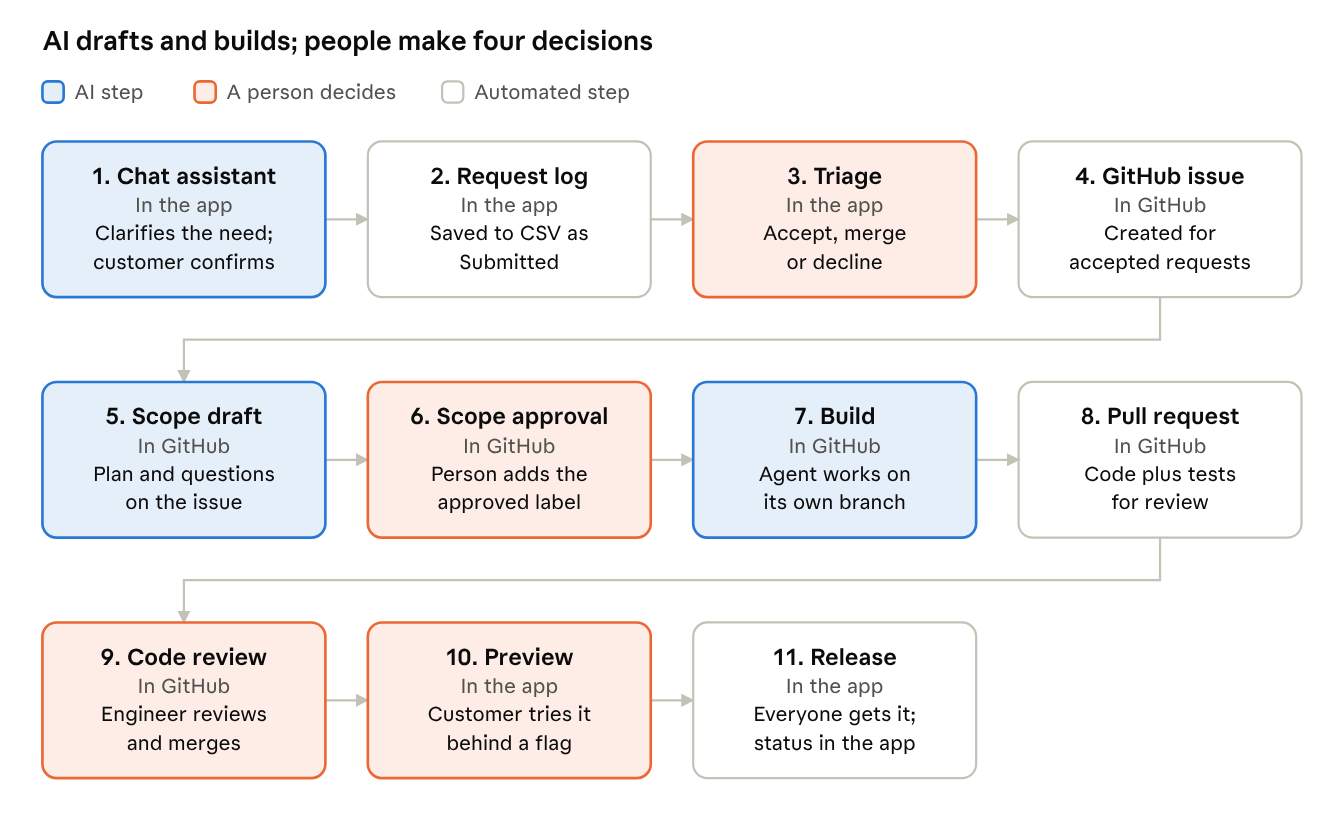 AI drafts and builds; people make four decisions
AI step
A person decides
Automated step
1. Chat assistant
In the app
Clarifies the need;
customer confirms
2. Request log
In the app
Saved to CSV as
Submitted
3. Triage
In the app
Accept, merge
or decline
4. GitHub issue
In GitHub
Created for
accepted requests
5. Scope draft
In GitHub
Plan and questions
on the issue
6. Scope approval
In GitHub
Person adds the
approved label
7. Build
In GitHub
Agent works on
its own branch
8. Pull request
In GitHub
Code plus tests
for review
9. Code review
In GitHub
Engineer reviews
and merges
10. Preview
In the app
Customer tries it
behind a flag
11. Release
In the app
Everyone gets it;
status in the app